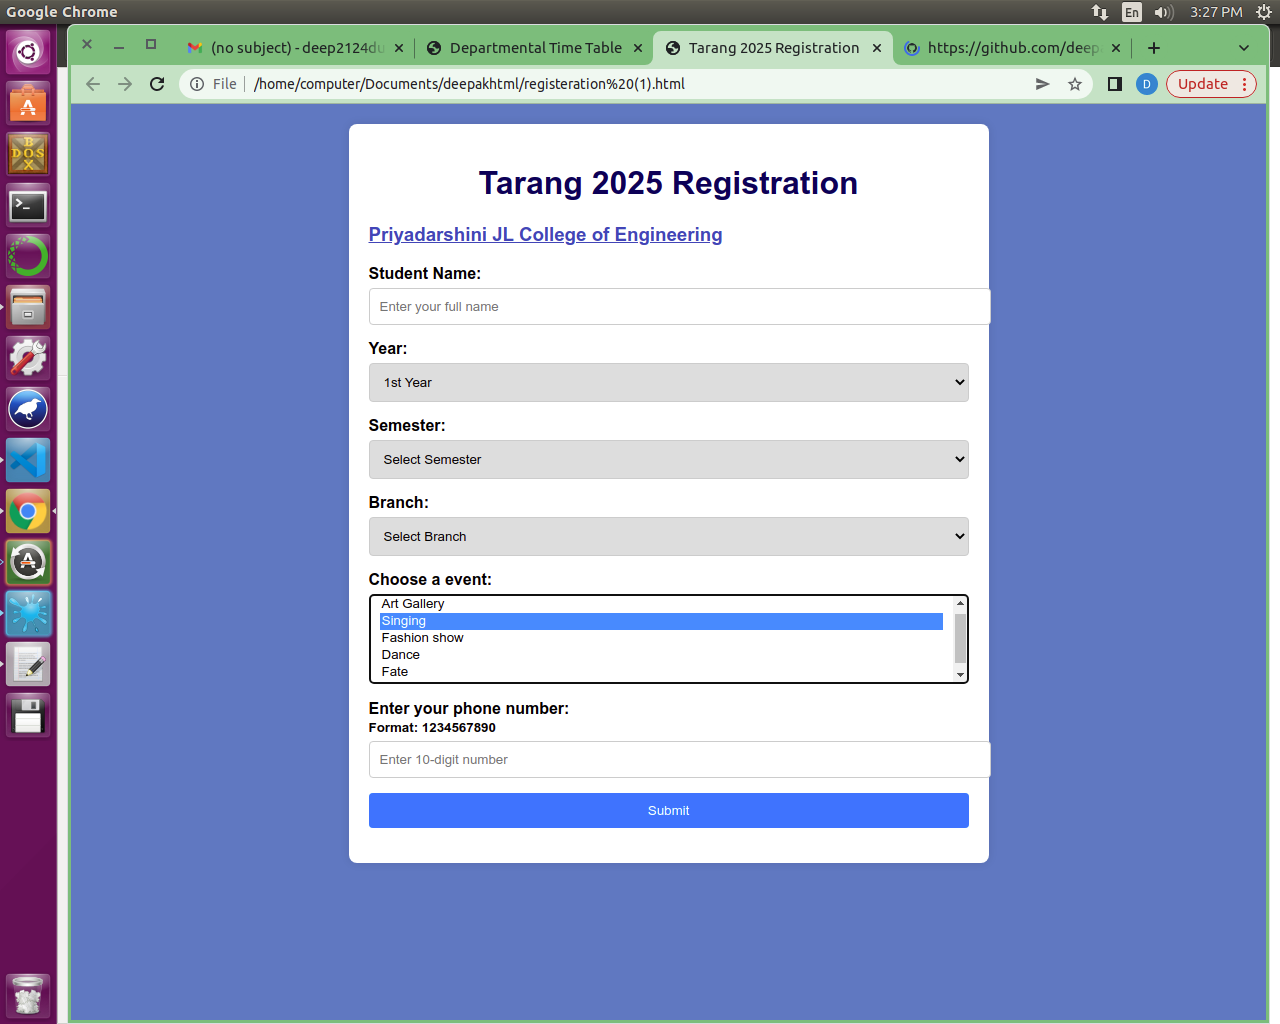 Google Chrome
En
3:27 PM
(no subject) - deep2124du
Departmental Time Table
Tarang 2025 Registration
https://github.com/deep
File
/home/computer/Documents/deepakhtml/registeration%20(1).html
D
Update
Tarang 2025 Registration
Priyadarshini JL College of Engineering
Student Name:
Enter your full name
Year:
1st Year
Semester:
Select Semester
Branch:
Select Branch
Choose a event:
Art Gallery
Singing
Fashion show
Dance
Fate
Enter your phone number:
Format: 1234567890
Enter 10-digit number
Submit